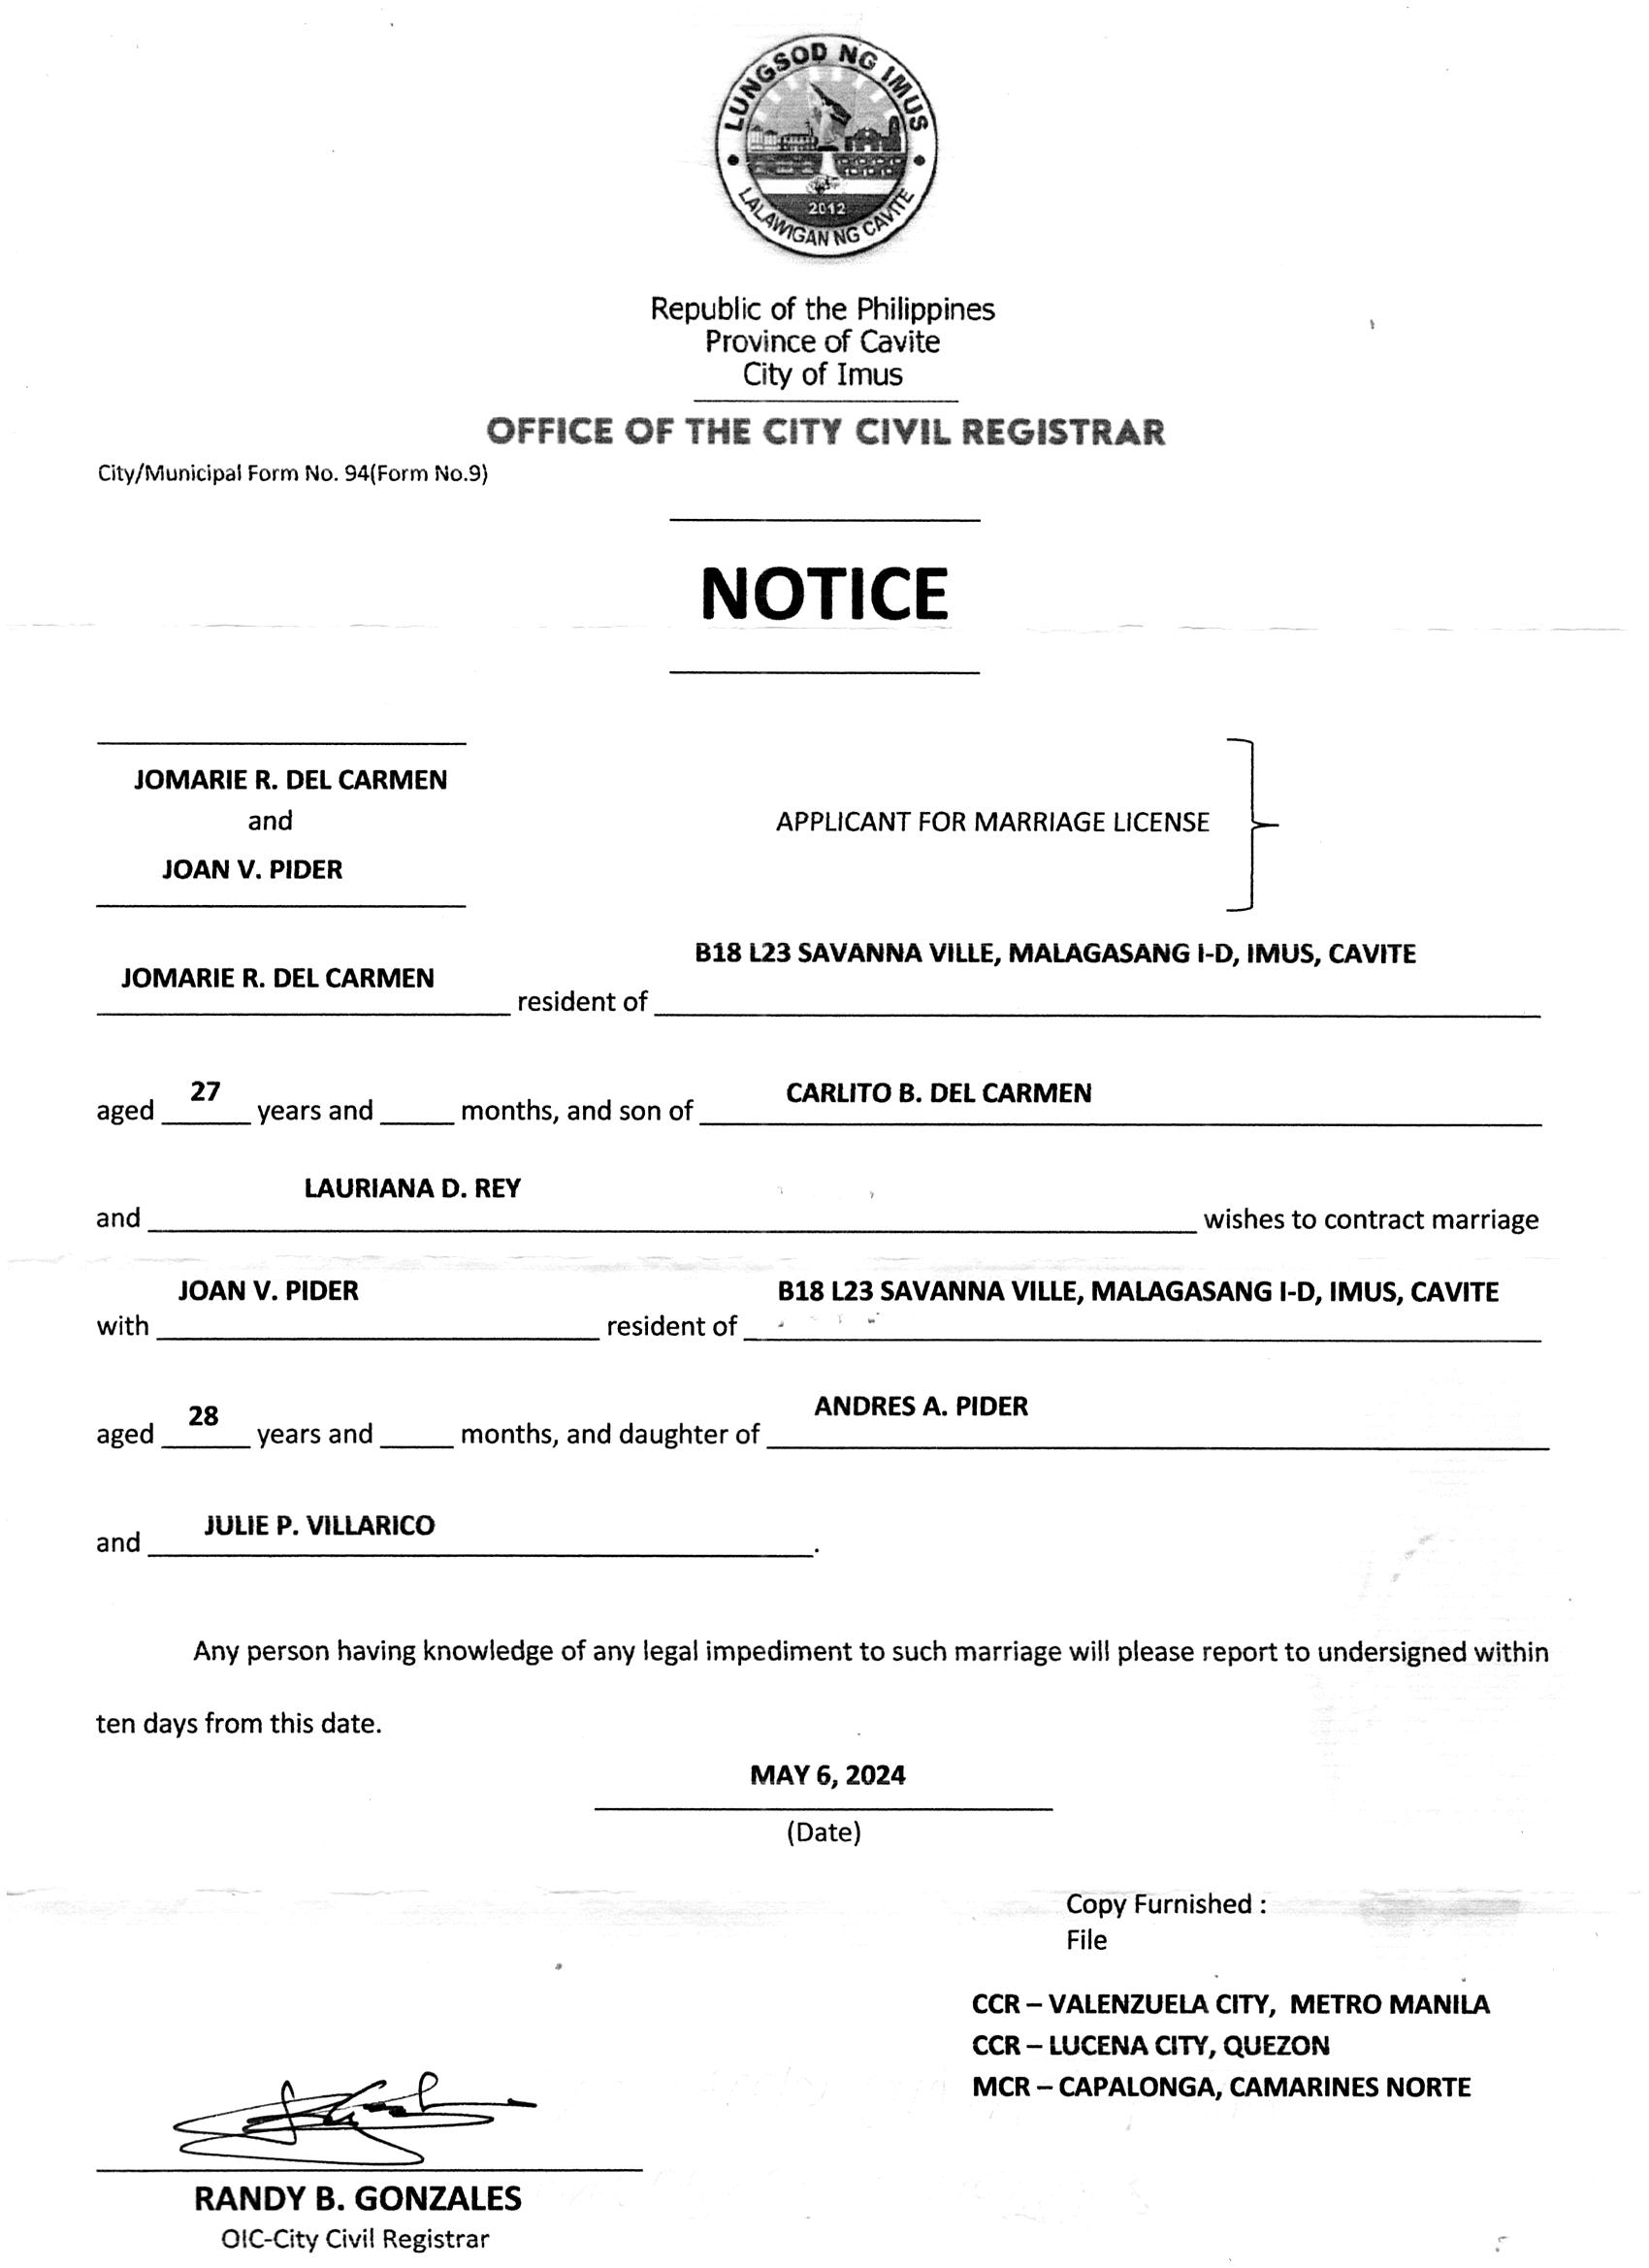 LUNGSOD NG IMUS
2012
LALAWIGAN NG CAVITE
Republic of the Philippines
Province of Cavite
City of Imus
OFFICE OF THE CITY CIVIL REGISTRAR
City/Municipal Form No. 94(Form No.9)
NOTICE
JOMARIE R. DEL CARMEN
and
APPLICANT FOR MARRIAGE LICENSE
JOAN V. PIDER
JOMARIE R. DEL CARMEN resident of B18 L23 SAVANNA VILLE, MALAGASANG I-D, IMUS, CAVITE
aged 27 years and months, and son of CARLITO B. DEL CARMEN
and LAURIANA D. REY wishes to contract marriage
with JOAN V. PIDER resident of B18 L23 SAVANNA VILLE, MALAGASANG I-D, IMUS, CAVITE
aged 28 years and months, and daughter of ANDRES A. PIDER
and JULIE P. VILLARICO.
Any person having knowledge of any legal impediment to such marriage will please report to undersigned within
ten days from this date.
MAY 6, 2024
(Date)
Copy Furnished :
File
CCR – VALENZUELA CITY, METRO MANILA
CCR – LUCENA CITY, QUEZON
MCR – CAPALONGA, CAMARINES NORTE
RANDY B. GONZALES
OIC-City Civil Registrar